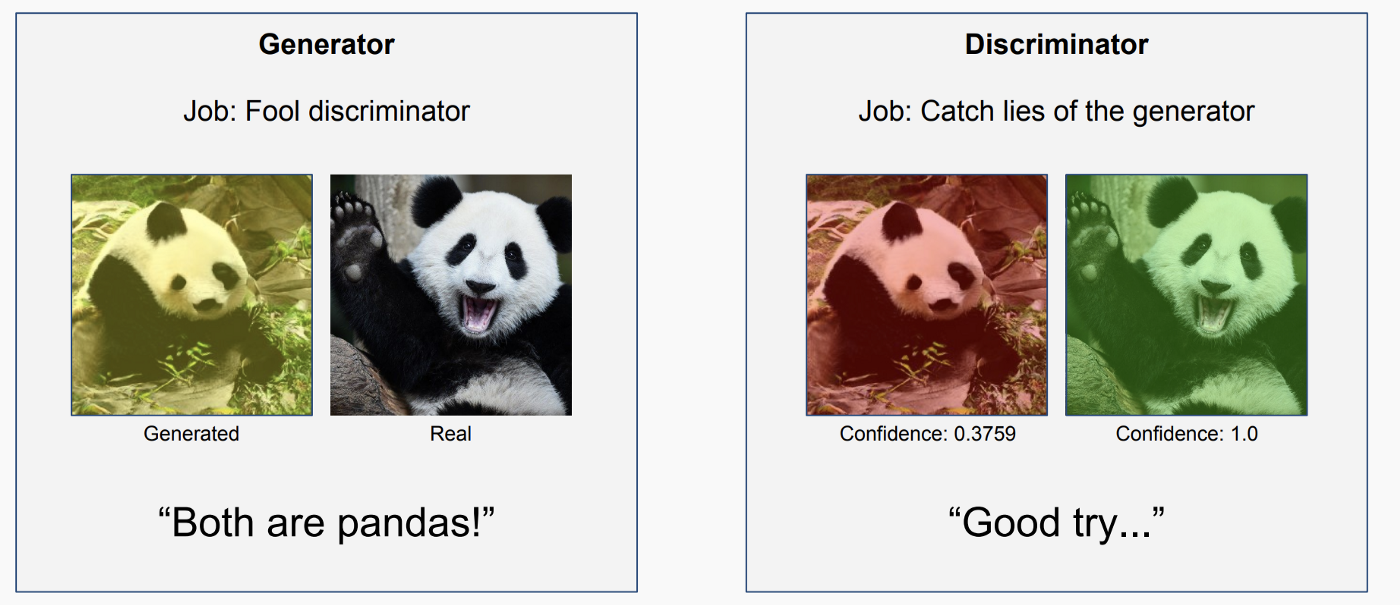 Generator
Job: Fool discriminator
Generated
Real
“Both are pandas!”
Discriminator
Job: Catch lies of the generator
Confidence: 0.3759
Confidence: 1.0
“Good try...”